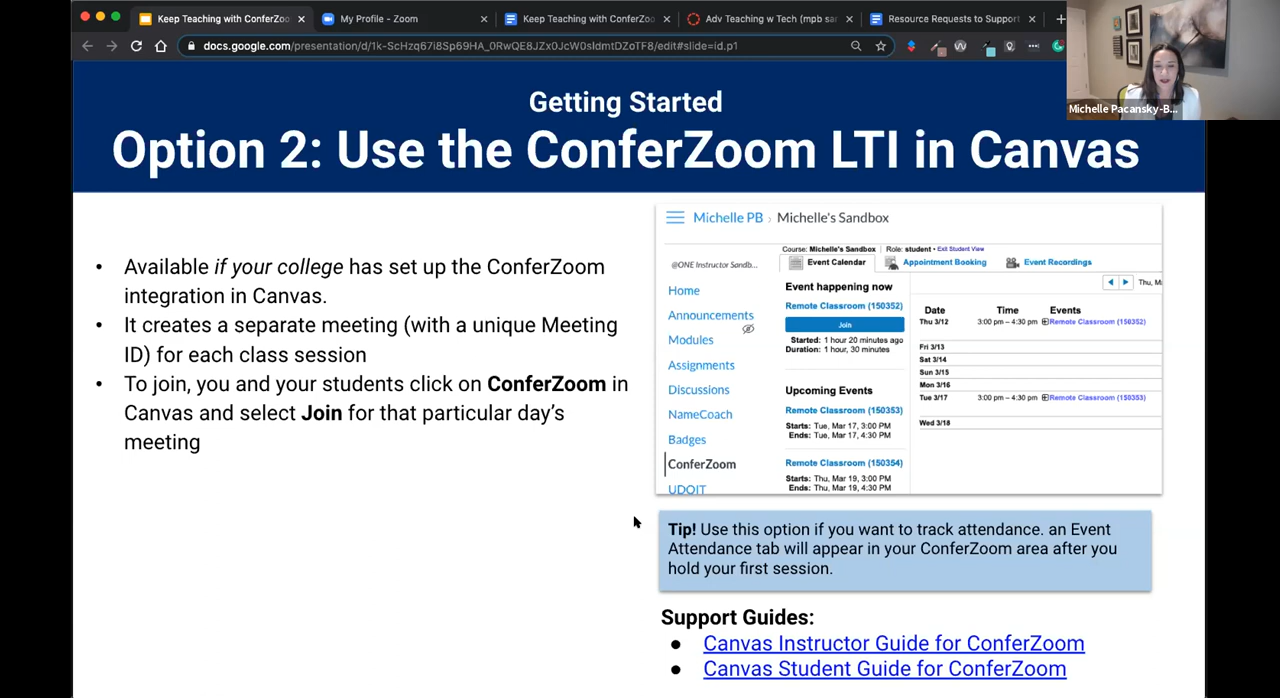 Keep Teaching with ConferZoo
My Profile - Zoom
Keep Teaching with ConferZo
Adv Teaching w Tech (mpb sa
Resource Requests to Support
docs.google.com/presentation/d/1k-ScHzq67i8Sp69HA_0RwQE8JZx0JcW0sIdmtDZoTF8/edit#slide=id.p1
Michelle Pacansky-B...
Getting Started
Option 2: Use the ConferZoom LTI in Canvas
• Available if your college has set up the ConferZoom
integration in Canvas.
• It creates a separate meeting (with a unique Meeting
ID) for each class session
• To join, you and your students click on ConferZoom in
Canvas and select Join for that particular day's
meeting
Michelle PB › Michelle's Sandbox
@ONE Instructor Sandb...
Home
Announcements
Modules
Assignments
Discussions
NameCoach
Badges
ConferZoom
UDOIT
Course: Michelle's Sandbox Role: student • Exit Student View
Event Calendar
Appointment Booking
Event Recordings
Event happening now
Remote Classroom (150352)
Join
Started: 1 hour 20 minutes ago
Duration: 1 hour, 30 minutes
Upcoming Events
Remote Classroom (150353)
Starts: Tue, Mar 17, 3:00 PM
Ends: Tue, Mar 17, 4:30 PM
Remote Classroom (150354)
Starts: Thu, Mar 19, 3:00 PM
Ends: Thu, Mar 19, 4:30 PM
Thu, Ma
Date Time Events
Thu 3/12 3:00 pm – 4:30 pm Remote Classroom (150352)
Fri 3/13
Sat 3/14
Sun 3/15
Mon 3/16
Tue 3/17 3:00 pm – 4:30 pm Remote Classroom (150353)
Wed 3/18
Tip! Use this option if you want to track attendance. an Event
Attendance tab will appear in your ConferZoom area after you
hold your first session.
Support Guides:
● Canvas Instructor Guide for ConferZoom
● Canvas Student Guide for ConferZoom